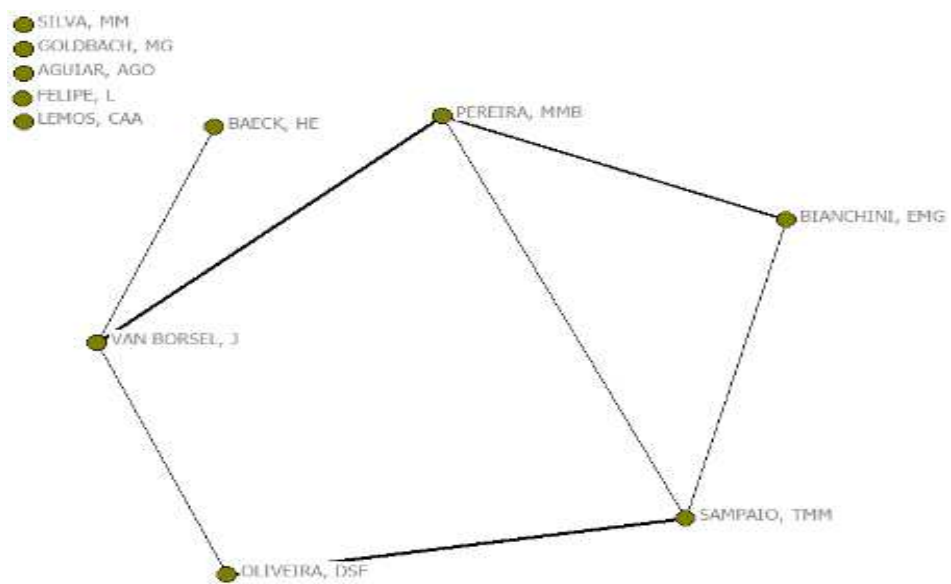 SILVA, MM
GOLDBACH, MG
AGUIAR, AGO
FELIPE, L
LEMOS, CAA
BAECK, HE
PEREIRA, MMB
BIANCHINI, EMG
VAN BORSEL, J
SAMPAIO, TMM
OLIVEIRA, DSF